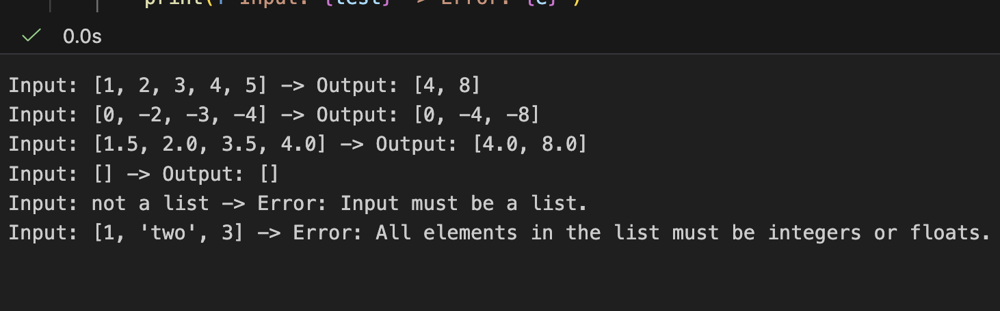 print(f"Input: {test} -> Error: {e}")
0.0s
Input: [1, 2, 3, 4, 5] -> Output: [4, 8]
Input: [0, -2, -3, -4] -> Output: [0, -4, -8]
Input: [1.5, 2.0, 3.5, 4.0] -> Output: [4.0, 8.0]
Input: [] -> Output: []
Input: not a list -> Error: Input must be a list.
Input: [1, 'two', 3] -> Error: All elements in the list must be integers or floats.